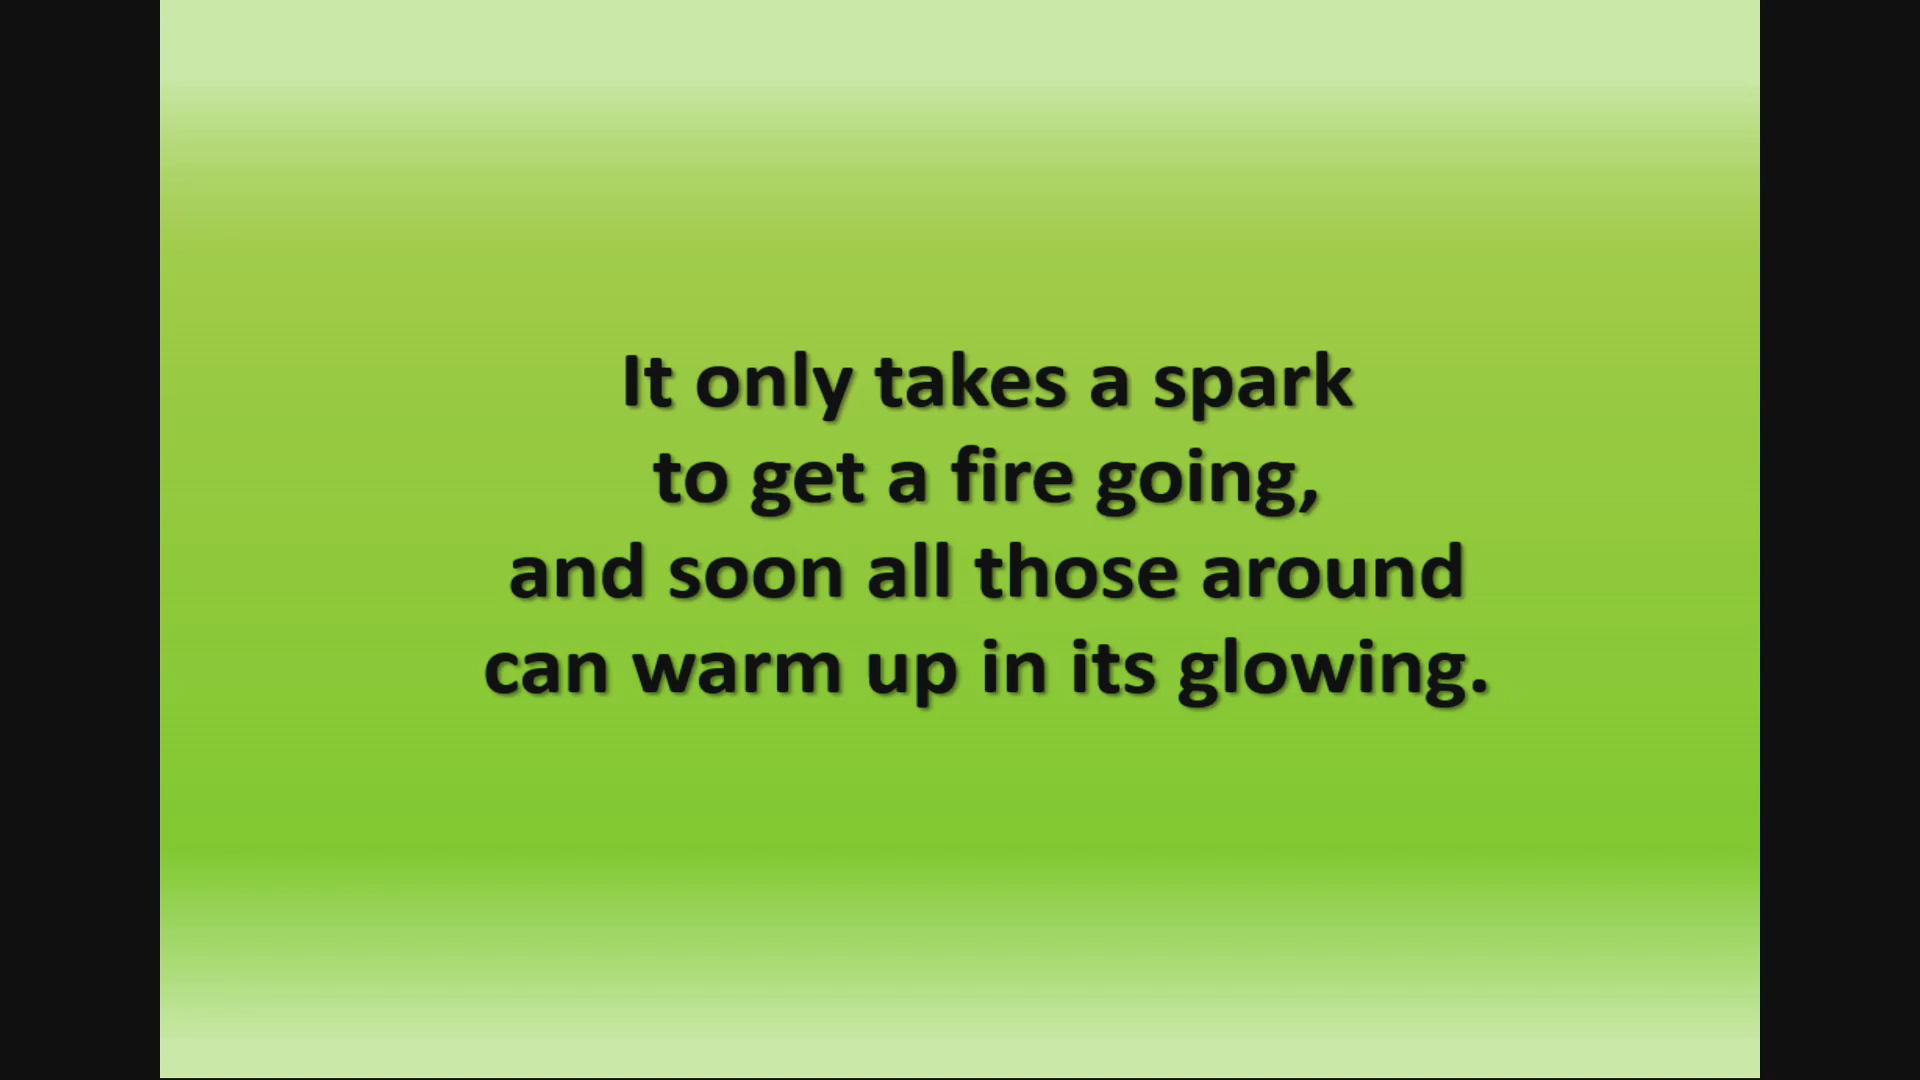 It only takes a spark
to get a fire going,
and soon all those around
can warm up in its glowing.